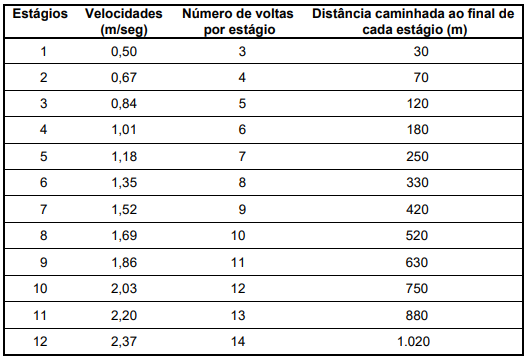 Estágios Velocidades (m/seg) Número de voltas por estágio Distância caminhada ao final de cada estágio (m)
1 0,50 3 30
2 0,67 4 70
3 0,84 5 120
4 1,01 6 180
5 1,18 7 250
6 1,35 8 330
7 1,52 9 420
8 1,69 10 520
9 1,86 11 630
10 2,03 12 750
11 2,20 13 880
12 2,37 14 1.020